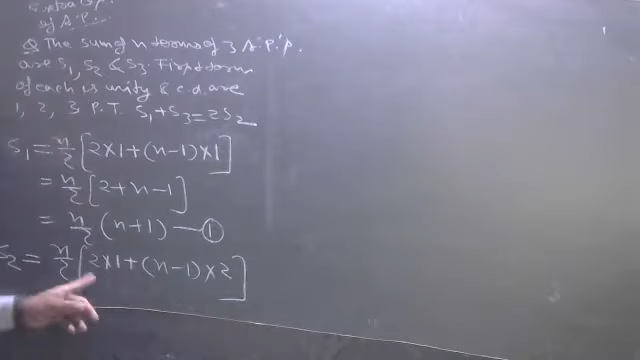 of A.P.
Q The sum of n terms of 3 A.P.
are S1, S2 & S3. First term
of each is unity & c.d. are
1, 2, 3 P.T. S1+S3=2S2
S1 = n/2 [2×1+(n-1)×1]
= n/2 [2+n-1]
= n/2 (n+1) — ①
S2 = n/2 [2×1+(n-1)×2]